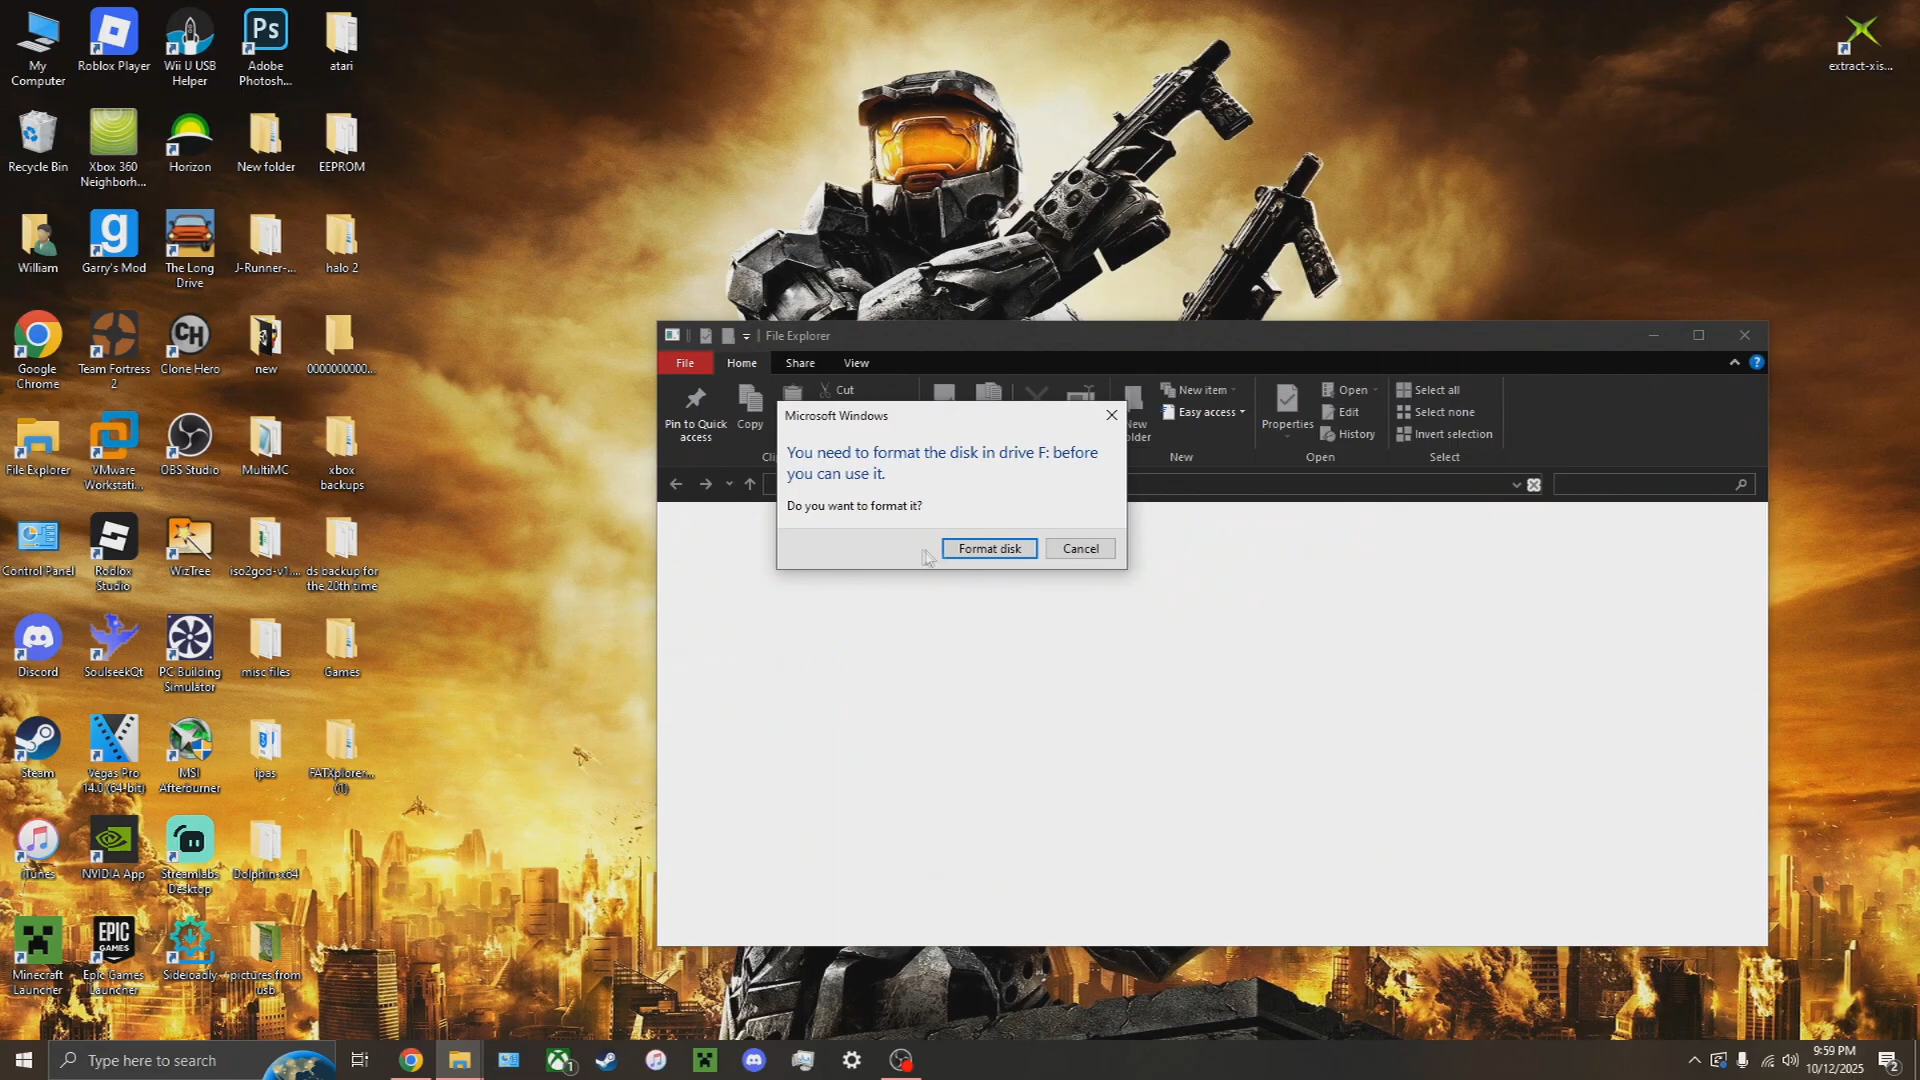 My
Computer
Roblox Player
Wii U USB
Helper
Ps
Adobe
Photosh...
atari
extract-xis...
Recycle Bin
Xbox 360
Neighborh...
Horizon
New folder
EEPROM
William
g
Garry's Mod
The Long
Drive
J-Runner-...
halo 2
Google
Chrome
Team Fortress
2
CH
Clone Hero
new
0000000000...
File Explorer
VMware
Workstati...
OBS Studio
MultiMC
xbox
backups
Control Panel
Roblox
Studio
WizTree
iso2god-v1....
ds backup for
the 20th time
Discord
SoulseekQt
PC Building
Simulator
misc files
Games
Steam
Vegas Pro
14.0 (64-bit)
MSI
Afterburner
ipas
FATXplorer...
(1)
iTunes
NVIDIA App
Streamlabs
Desktop
Dolphin-x64
Minecraft
Launcher
EPIC
GAMES
Epic Games
Launcher
Sideloadly
pictures from
usb
File Explorer
File
Home
Share
View
Pin to Quick
access
Copy
Cut
New item
Easy access
New
Properties
Open
Edit
History
Open
Select all
Select none
Invert selection
Select
Microsoft Windows
You need to format the disk in drive F: before
you can use it.
Do you want to format it?
Format disk
Cancel
Type here to search
1
9:59 PM
10/12/2025
2